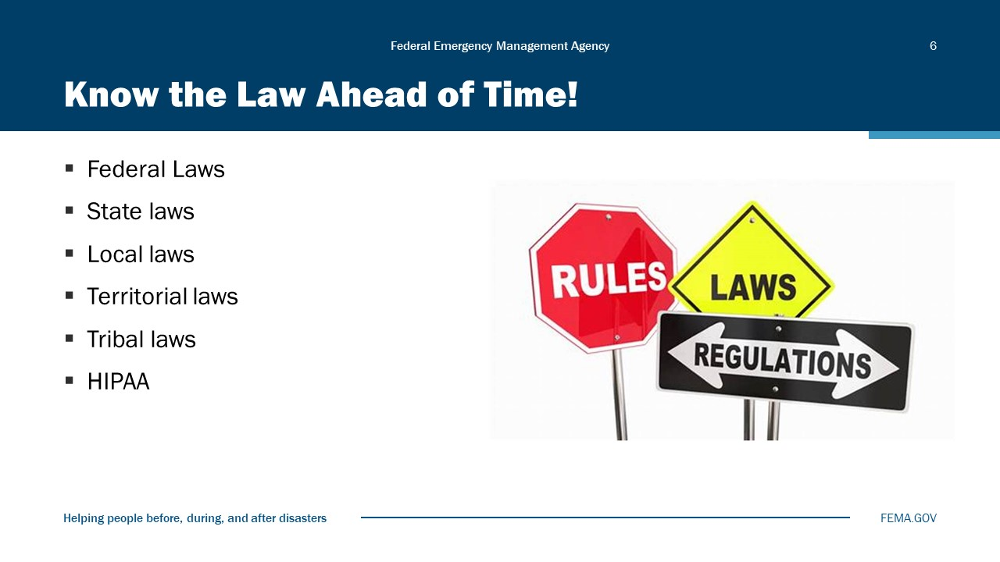 Federal Emergency Management Agency
6
Know the Law Ahead of Time!
Federal Laws
State laws
Local laws
Territorial laws
Tribal laws
HIPAA
RULES
LAWS
REGULATIONS
Helping people before, during, and after disasters
FEMA.GOV